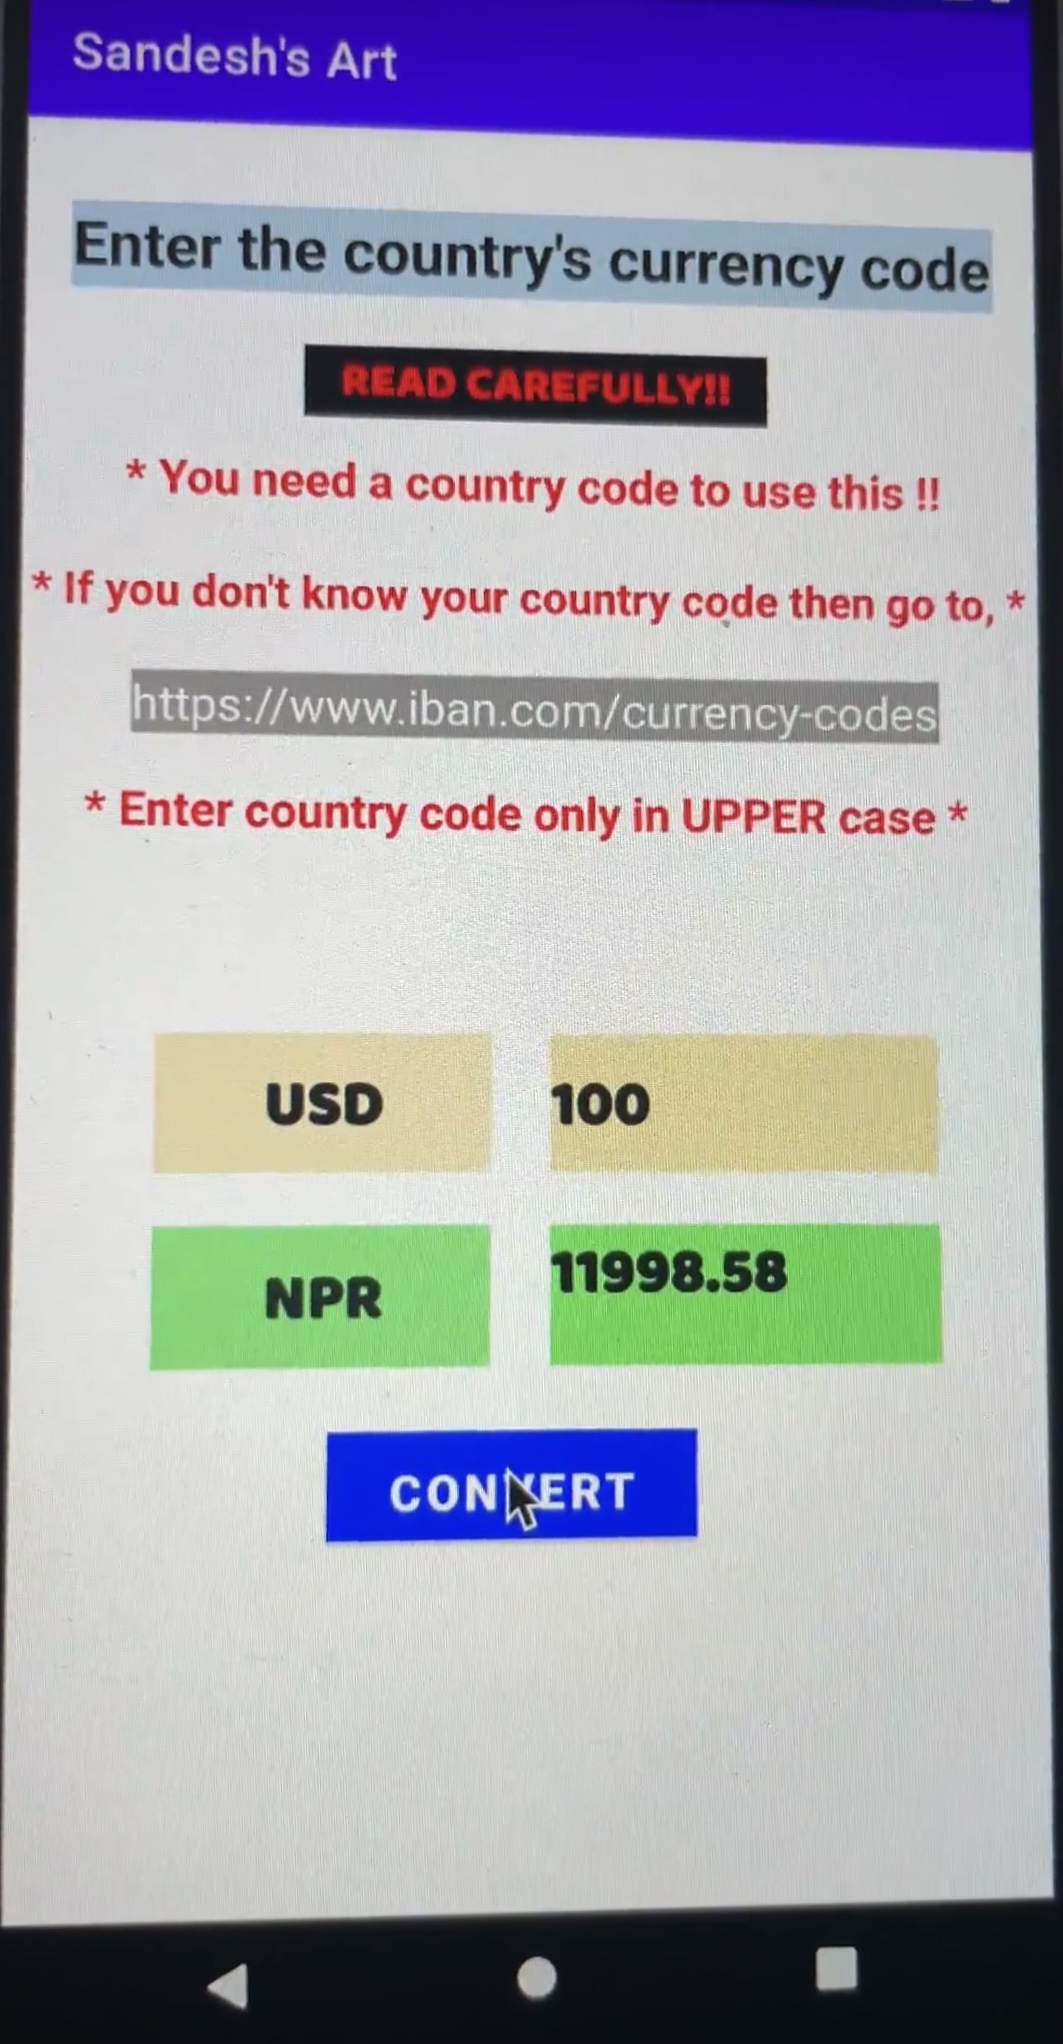 Sandesh's Art
Enter the country's currency code
READ CAREFULLY!!
* You need a country code to use this !!
* If you don't know your country code then go to, *
https://www.iban.com/currency-codes
* Enter country code only in UPPER case *
USD 100
NPR 11998.58
CONVERT